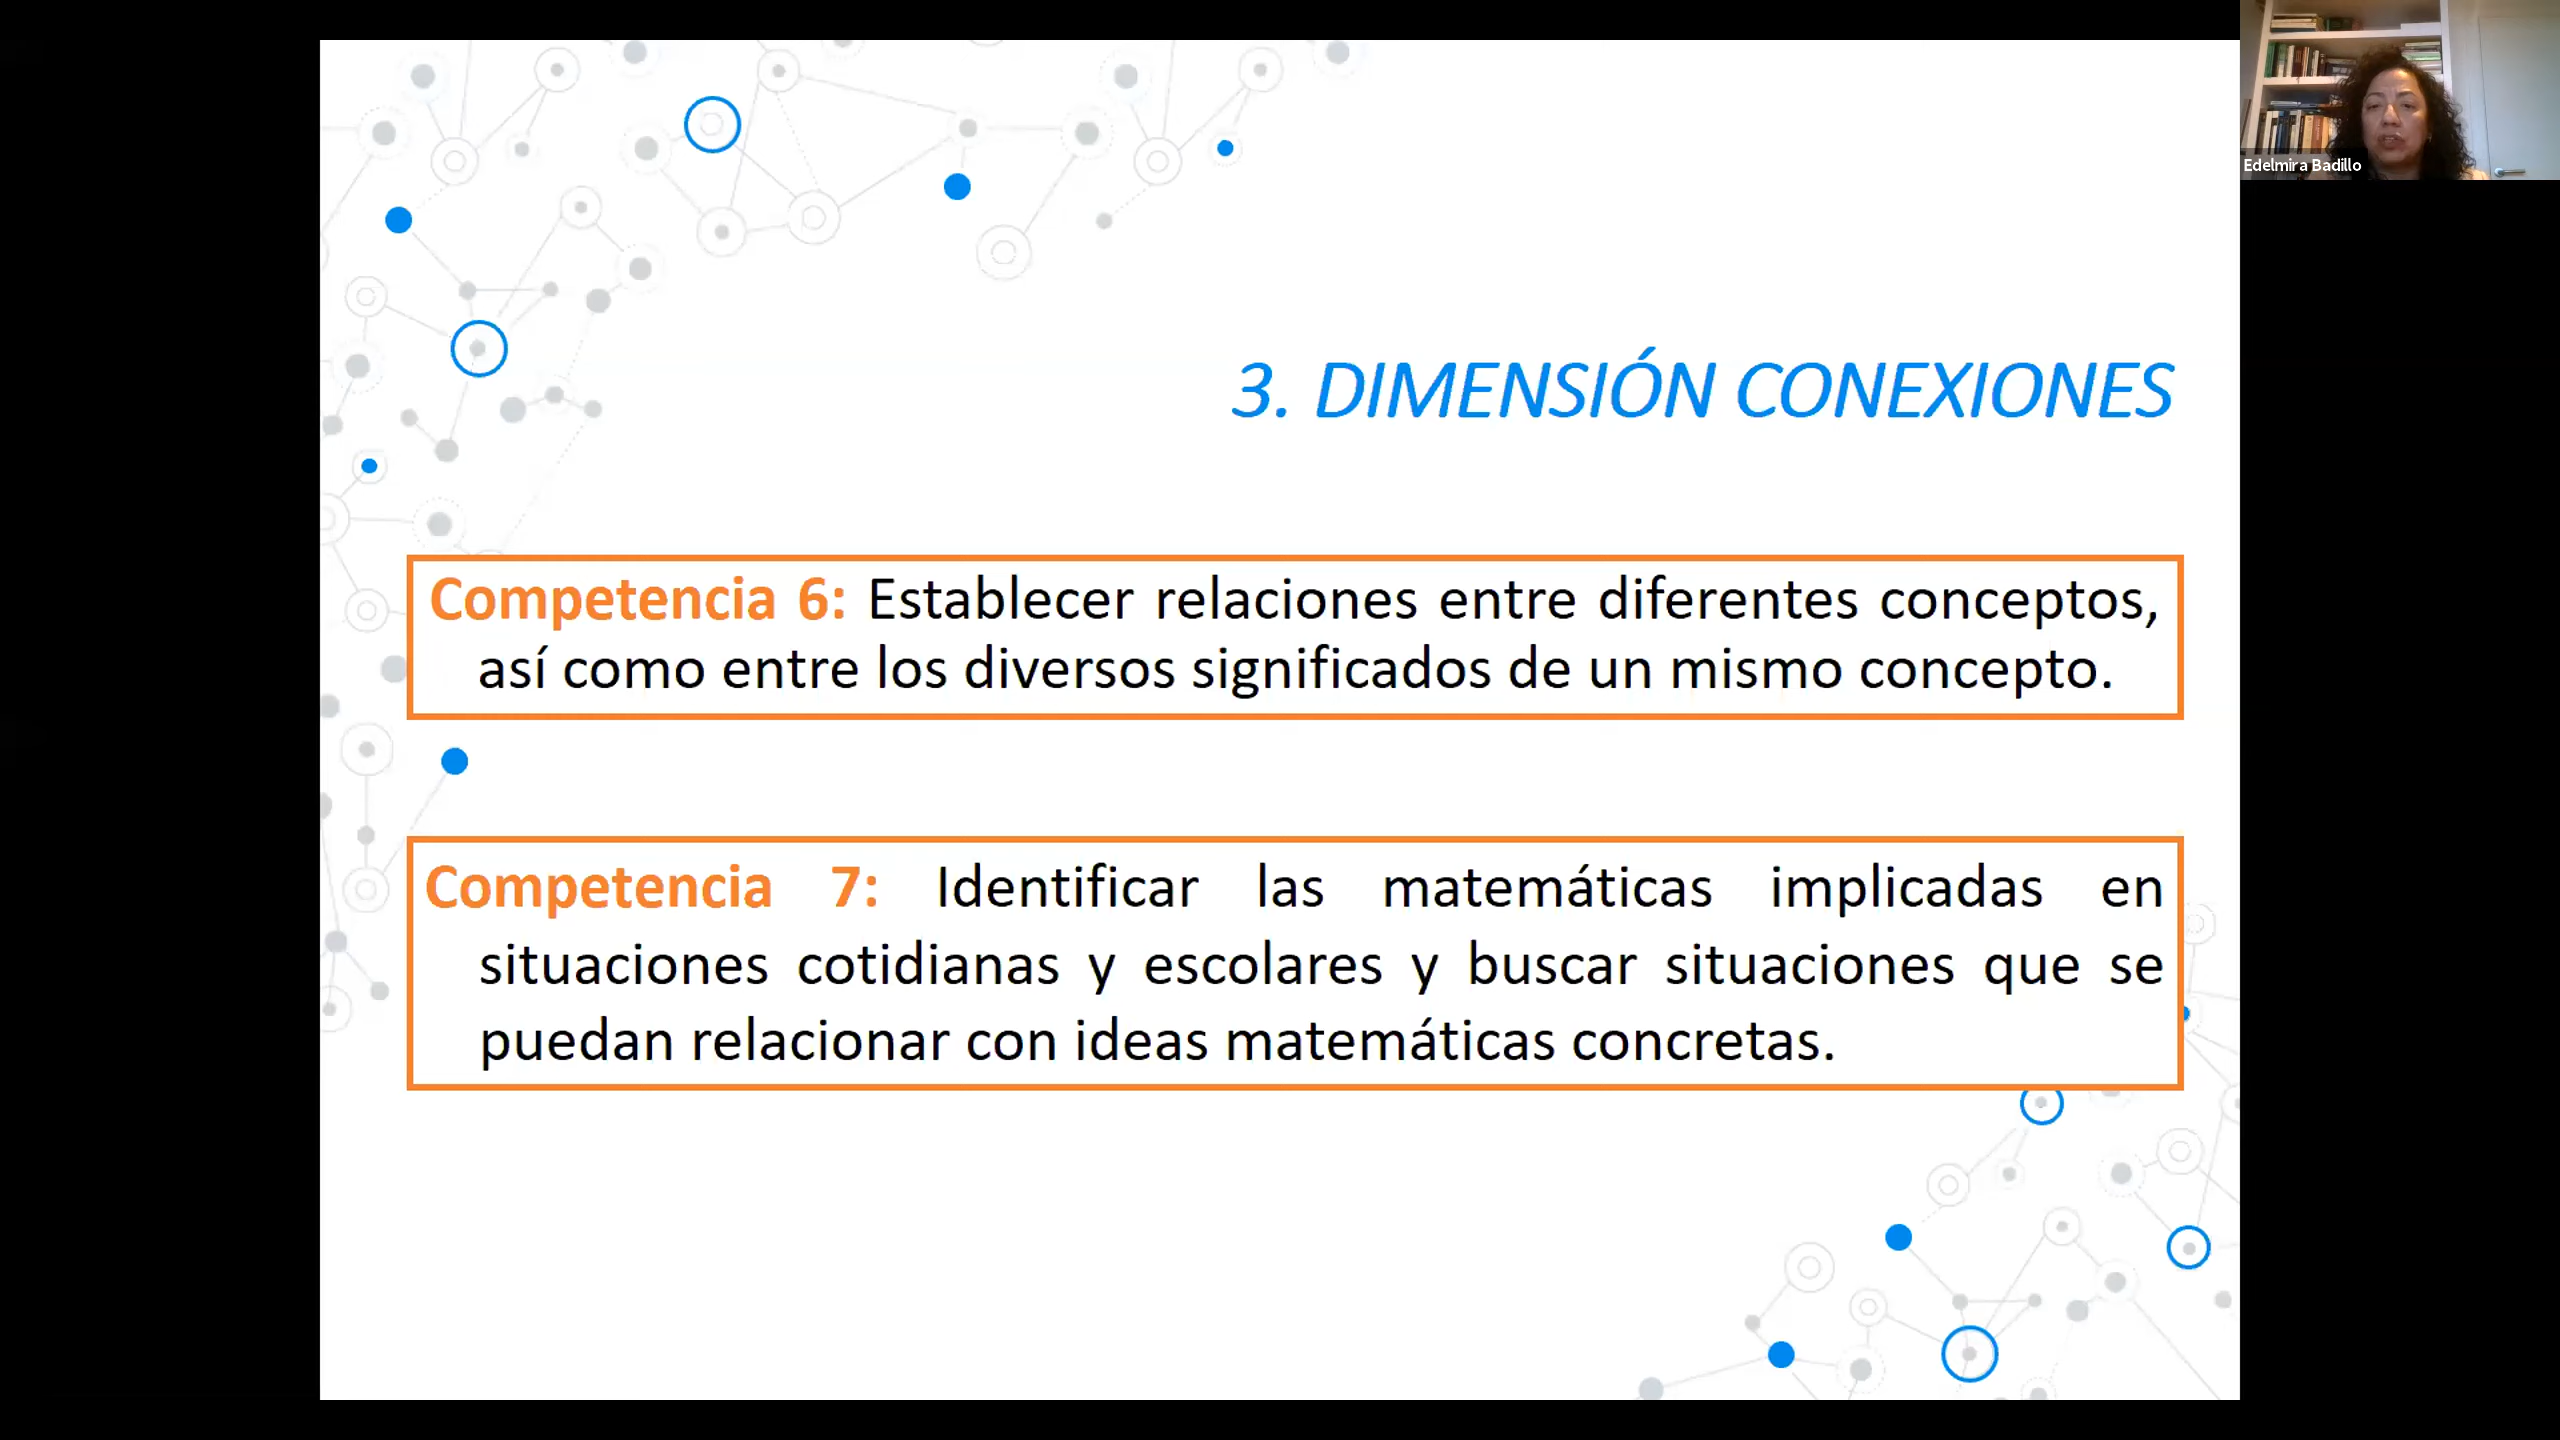 Edelmira Badillo
3. DIMENSIÓN CONEXIONES
Competencia 6: Establecer relaciones entre diferentes conceptos,
así como entre los diversos significados de un mismo concepto.
Competencia 7: Identificar las matemáticas implicadas en
situaciones cotidianas y escolares y buscar situaciones que se
puedan relacionar con ideas matemáticas concretas.